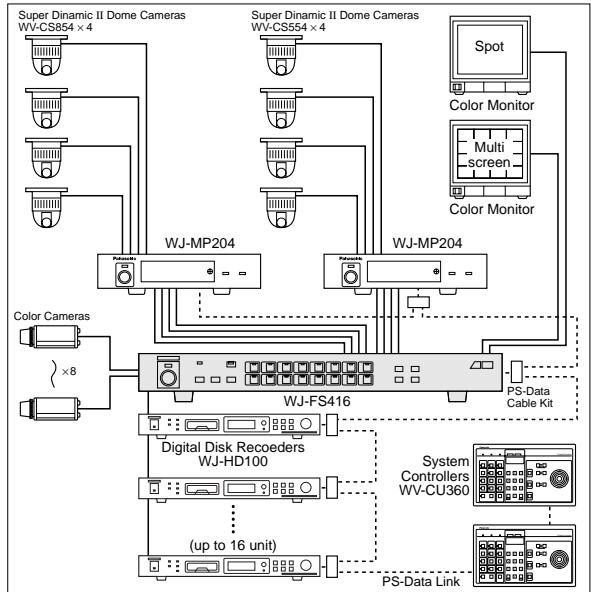 Super Dinamic II Dome Cameras
WV-CS854 × 4
Super Dinamic II Dome Cameras
WV-CS554 × 4
Spot
Color Monitor
Multi
screen
Color Monitor
WJ-MP204
Panasonic
WJ-MP204
Panasonic
Color Cameras
×8
WJ-FS416
PS-Data
Cable Kit
Digital Disk Recoeders
WJ-HD100
System
Controllers
WV-CU360
(up to 16 unit)
PS-Data Link